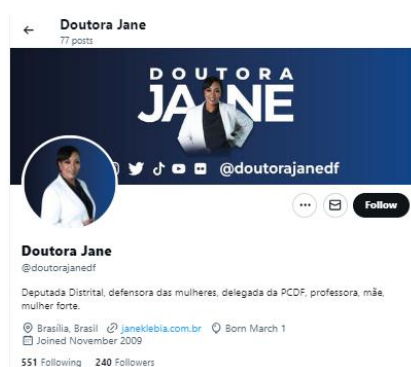 Doutora Jane
77 posts
DOUTORA
JANE
@doutorajanedf
Follow
Doutora Jane
@doutorajanedf
Deputada Distrital, defensora das mulheres, delegada da PCDF, professora, mãe,
mulher forte.
Brasília, Brasil janeklebia.com.br Born March 1
Joined November 2009
551 Following 240 Followers